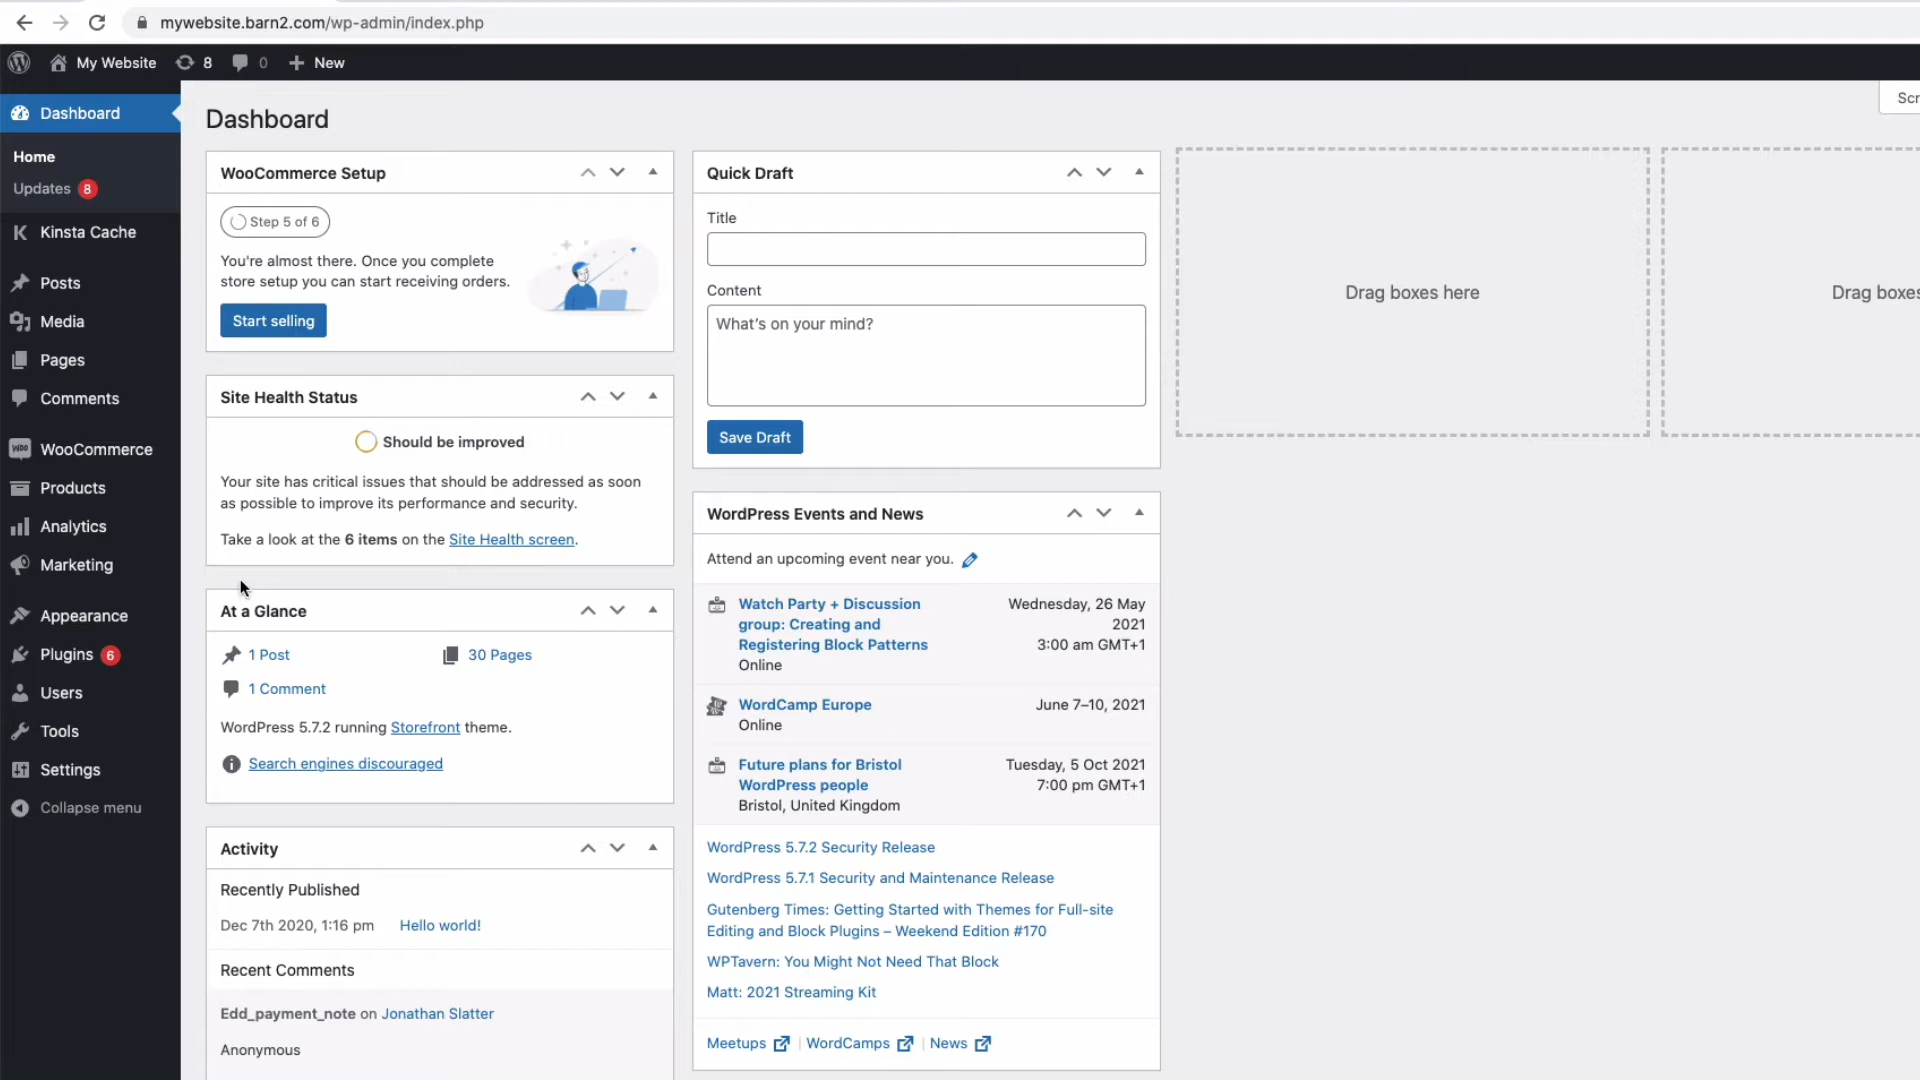 mywebsite.barn2.com/wp-admin/index.php
My Website 8 0 New
Scr
Dashboard
Home
Updates 8
Kinsta Cache
Posts
Media
Pages
Comments
WooCommerce
Products
Analytics
Marketing
Appearance
Plugins 6
Users
Tools
Settings
Collapse menu
Dashboard
WooCommerce Setup
Step 5 of 6
You're almost there. Once you complete
store setup you can start receiving orders.
Start selling
Site Health Status
Should be improved
Your site has critical issues that should be addressed as soon
as possible to improve its performance and security.
Take a look at the 6 items on the Site Health screen.
At a Glance
1 Post
30 Pages
1 Comment
WordPress 5.7.2 running Storefront theme.
Search engines discouraged
Activity
Recently Published
Dec 7th 2020, 1:16 pm Hello world!
Recent Comments
Edd_payment_note on Jonathan Slatter
Anonymous
Quick Draft
Title
Content
What's on your mind?
Save Draft
WordPress Events and News
Attend an upcoming event near you.
Watch Party + Discussion
group: Creating and
Registering Block Patterns
Online
Wednesday, 26 May
2021
3:00 am GMT+1
WordCamp Europe
Online
June 7–10, 2021
Future plans for Bristol
WordPress people
Bristol, United Kingdom
Tuesday, 5 Oct 2021
7:00 pm GMT+1
WordPress 5.7.2 Security Release
WordPress 5.7.1 Security and Maintenance Release
Gutenberg Times: Getting Started with Themes for Full-site
Editing and Block Plugins – Weekend Edition #170
WPTavern: You Might Not Need That Block
Matt: 2021 Streaming Kit
Meetups | WordCamps | News
Drag boxes here
Drag boxes